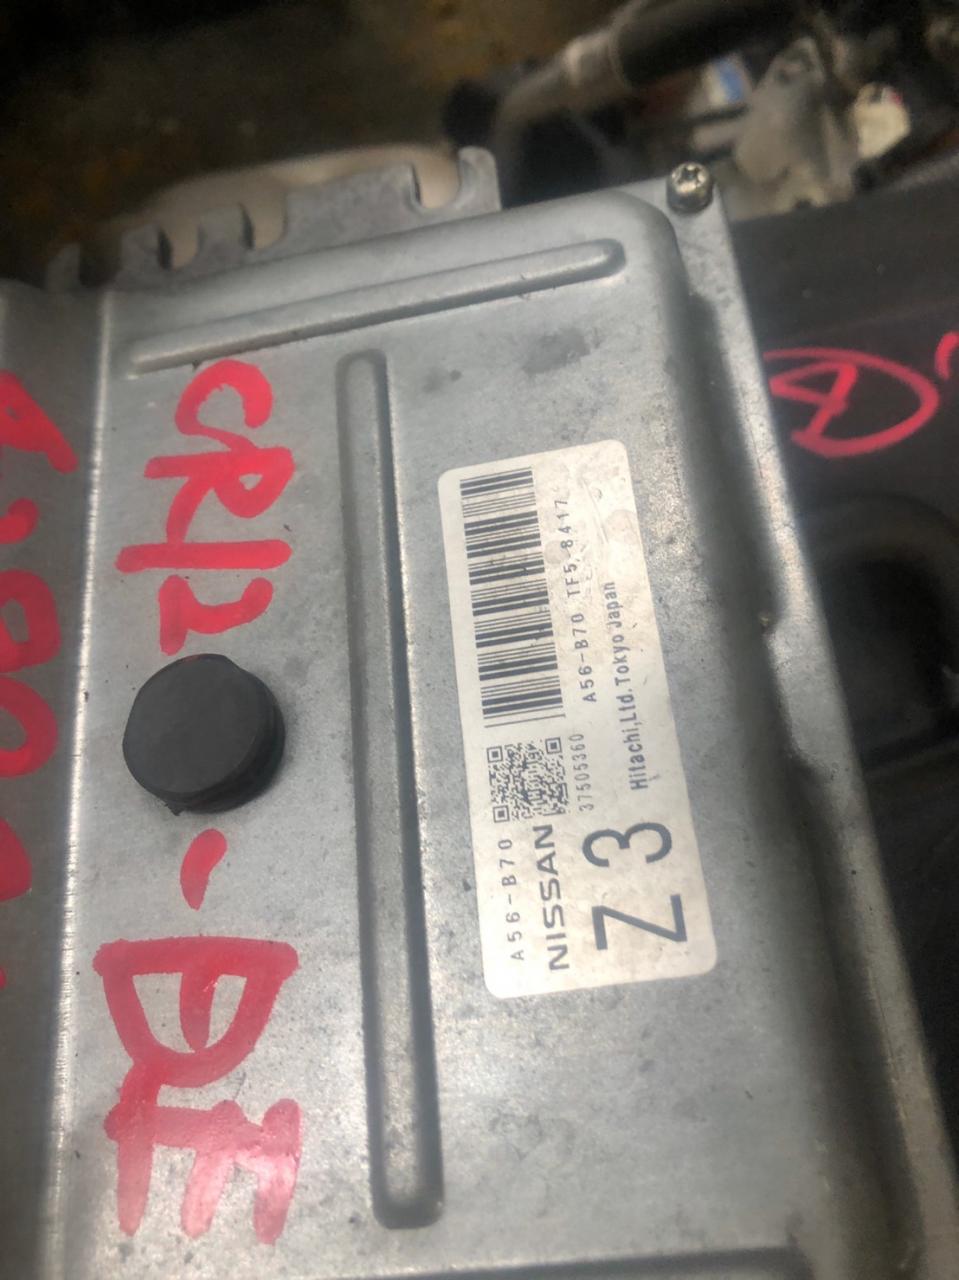 CR12
- DE
A56-B70
NISSAN
37505360
A56-B70 TF5,8417
Z3
Hitachi,Ltd. Tokyo Japan